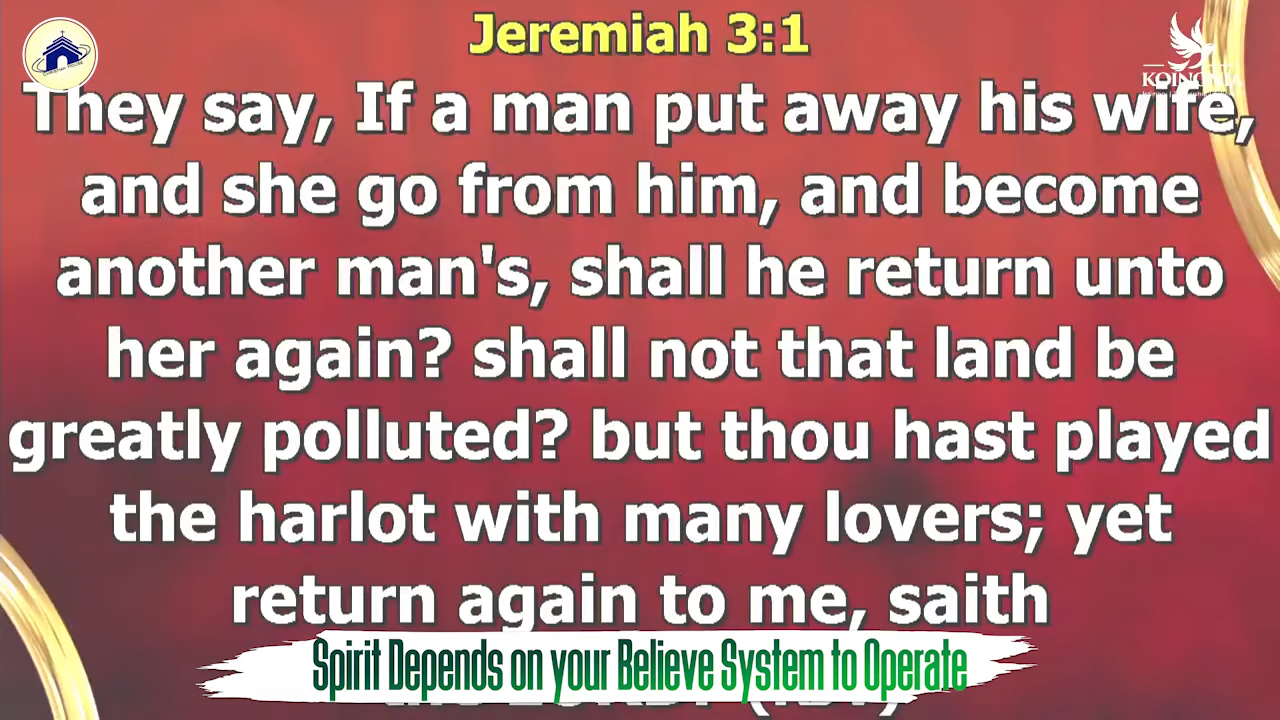 Jeremiah 3:1
KOINONIA
CHRISTIAN HOUSE
They say, If a man put away his wife,
and she go from him, and become
another man's, shall he return unto
her again? shall not that land be
greatly polluted? but thou hast played
the harlot with many lovers; yet
return again to me, saith
Spirit Depends on your Believe System to Operate